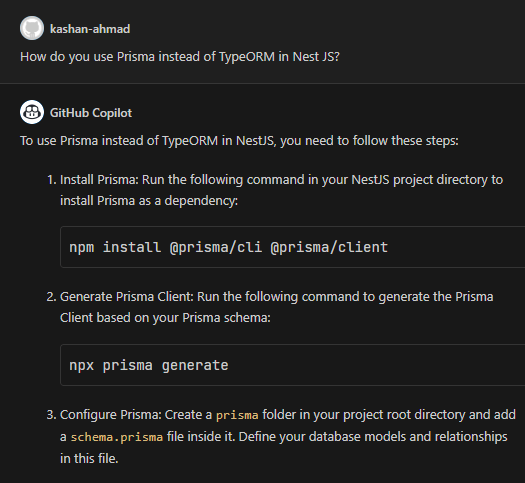 kashan-ahmad
How do you use Prisma instead of TypeORM in Nest JS?
GitHub Copilot
To use Prisma instead of TypeORM in NestJS, you need to follow these steps:
1. Install Prisma: Run the following command in your NestJS project directory to
install Prisma as a dependency:
npm install @prisma/cli @prisma/client
2. Generate Prisma Client: Run the following command to generate the Prisma
Client based on your Prisma schema:
npx prisma generate
3. Configure Prisma: Create a prisma folder in your project root directory and add
a schema.prisma file inside it. Define your database models and relationships
in this file.